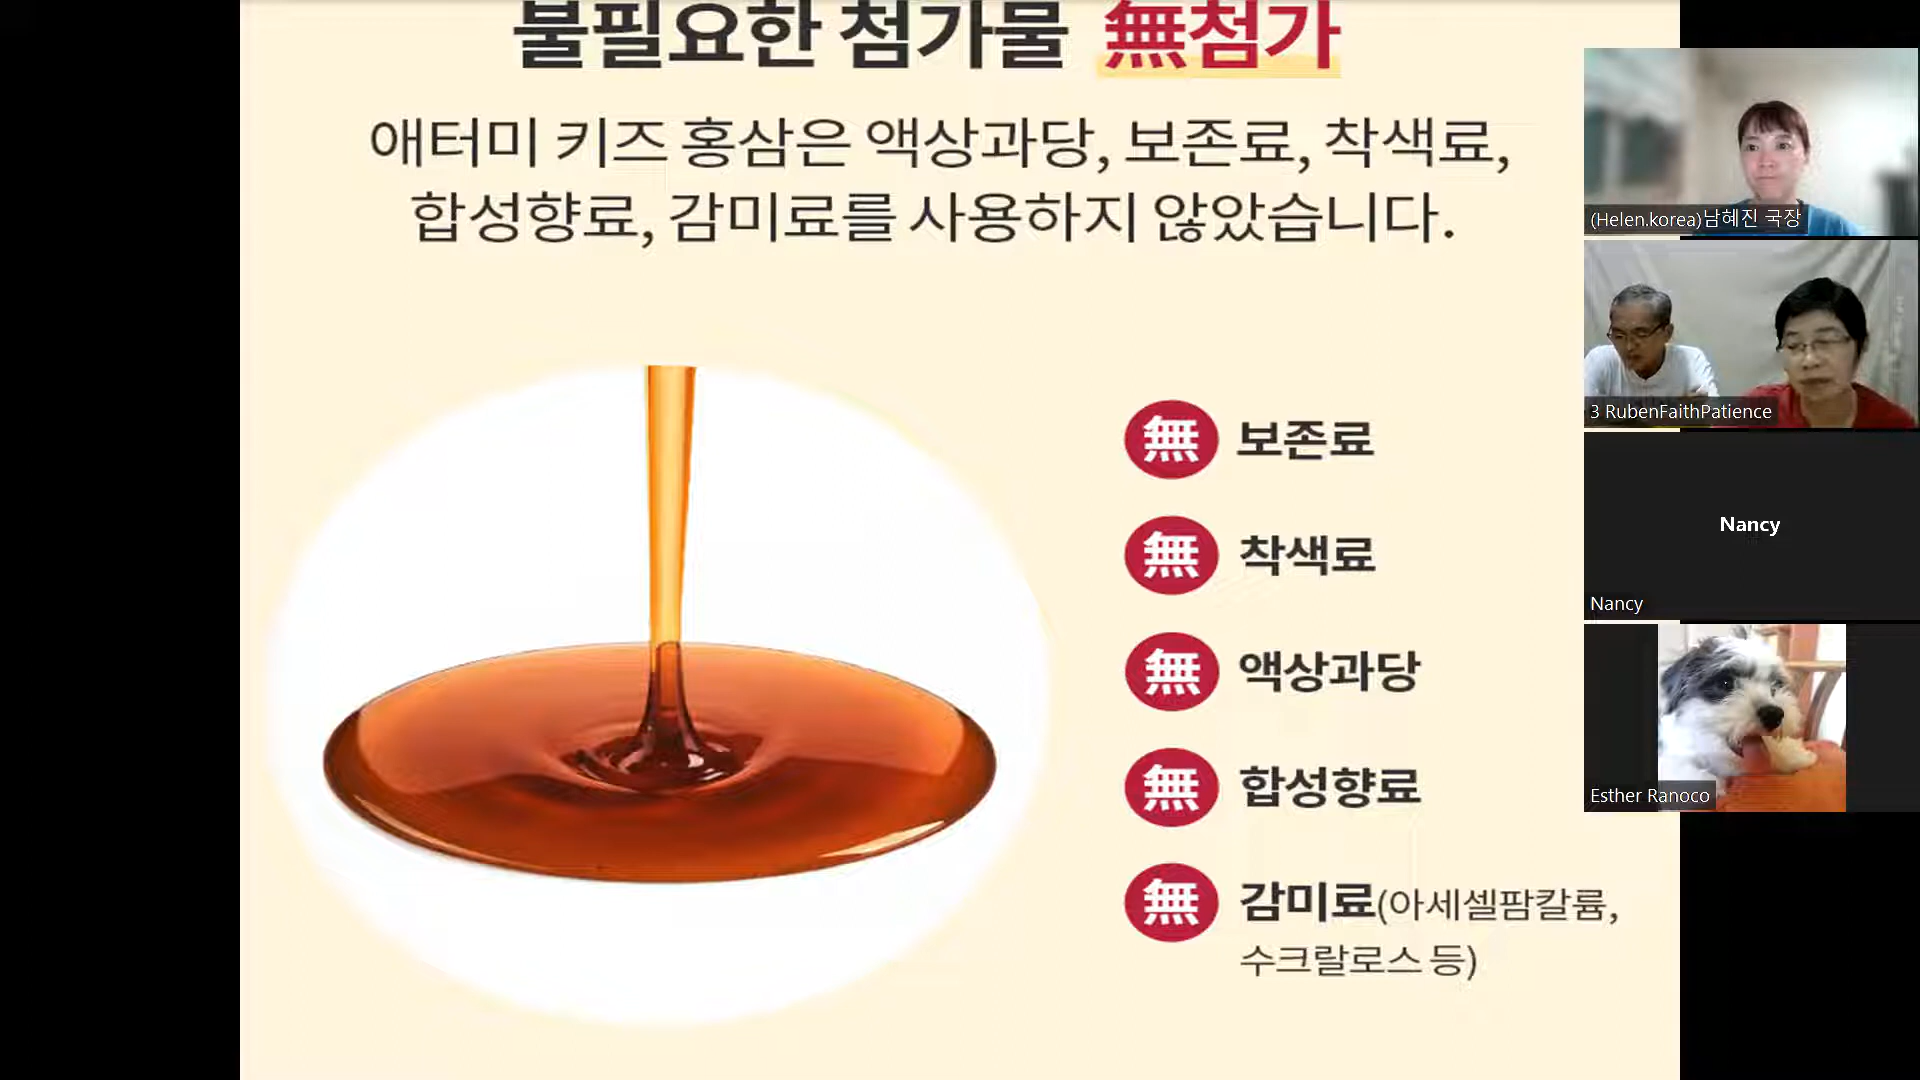 불필요한 첨가물 無첨가
애터미 키즈 홍삼은 액상과당, 보존료, 착색료,
합성향료, 감미료를 사용하지 않았습니다.
無 보존료
無 착색료
無 액상과당
無 합성향료
無 감미료(아세셀팜칼륨,
수크랄로스 등)
(Helen.korea)남혜진 국장
3 RubenFaithPatience
Nancy
Nancy
Esther Ranoco